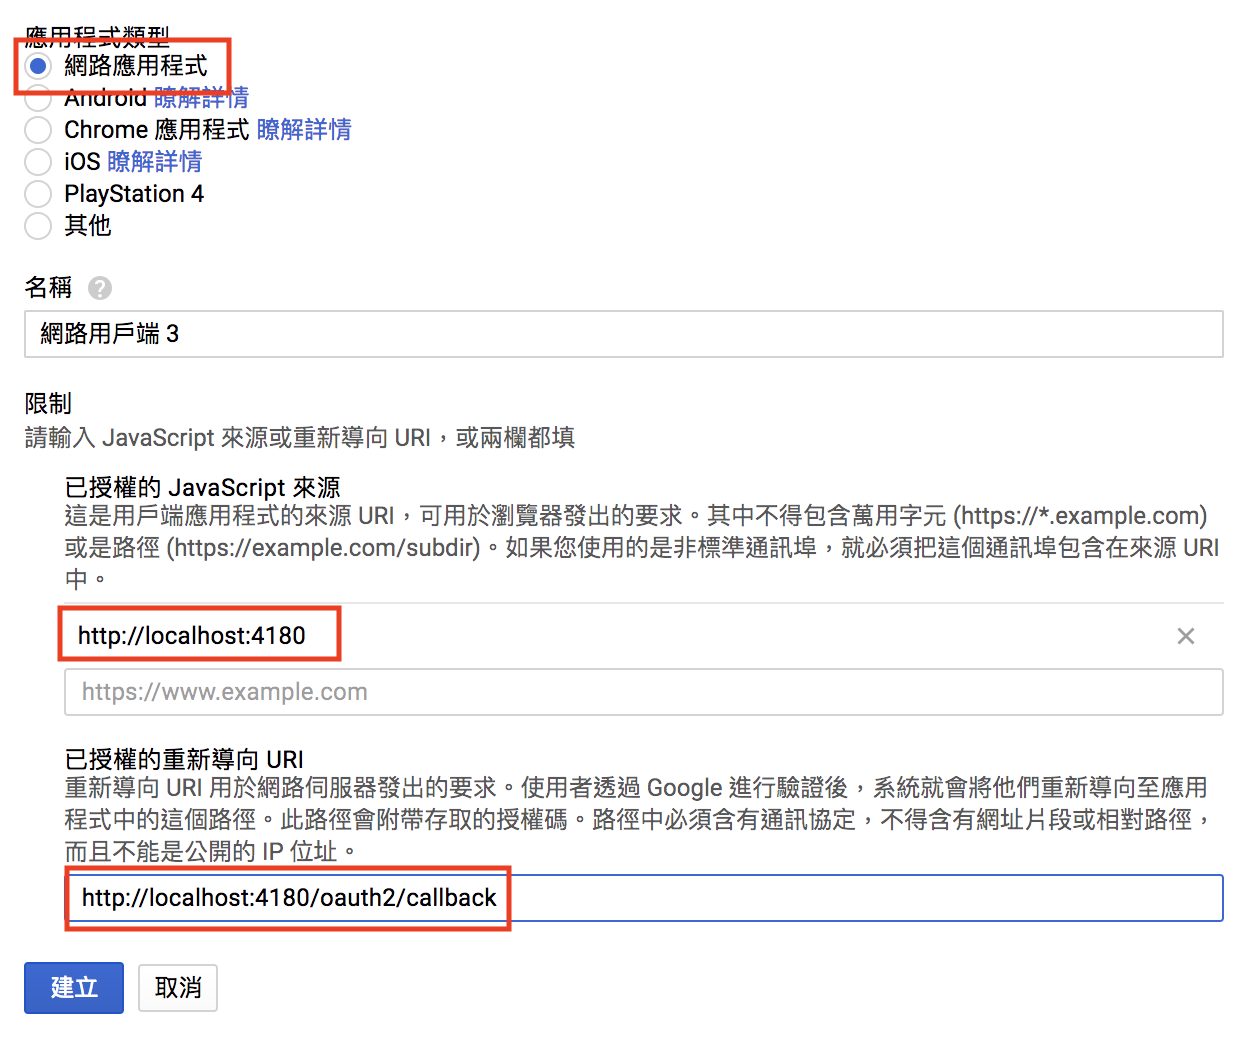 應用程式類型
網路應用程式
Android 瞭解詳情
Chrome 應用程式 瞭解詳情
iOS 瞭解詳情
PlayStation 4
其他
名稱 ?
網路用戶端 3
限制
請輸入 JavaScript 來源或重新導向 URI，或兩欄都填
已授權的 JavaScript 來源
這是用戶端應用程式的來源 URI，可用於瀏覽器發出的要求。其中不得包含萬用字元 (https://*.example.com)
或是路徑 (https://example.com/subdir)。如果您使用的是非標準通訊埠，就必須把這個通訊埠包含在來源 URI
中。
http://localhost:4180
https://www.example.com
已授權的重新導向 URI
重新導向 URI 用於網路伺服器發出的要求。使用者透過 Google 進行驗證後，系統就會將他們重新導向至應用
程式中的這個路徑。此路徑會附帶存取的授權碼。路徑中必須含有通訊協定，不得含有網址片段或相對路徑，
而且不能是公開的 IP 位址。
http://localhost:4180/oauth2/callback
建立 取消